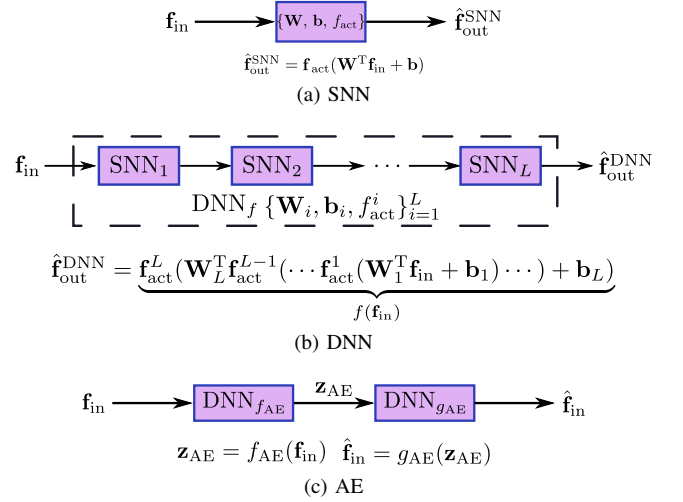 f_in {W, b, f_act} f̂_out^SNN
f̂_out^SNN = f_act(W^T f_in + b)
(a) SNN
f_in SNN_1 SNN_2 ⋯ SNN_L f̂_out^DNN
DNN_f {W_i, b_i, f_act^i}_{i=1}^L
f̂_out^DNN = f_act^L(W_L^T f_act^{L−1}(⋯ f_act^1(W_1^T f_in + b_1) ⋯) + b_L)
f(f_in)
(b) DNN
f_in DNN_{f_AE} z_AE DNN_{g_AE} f̂_in
z_AE = f_AE(f_in) f̂_in = g_AE(z_AE)
(c) AE